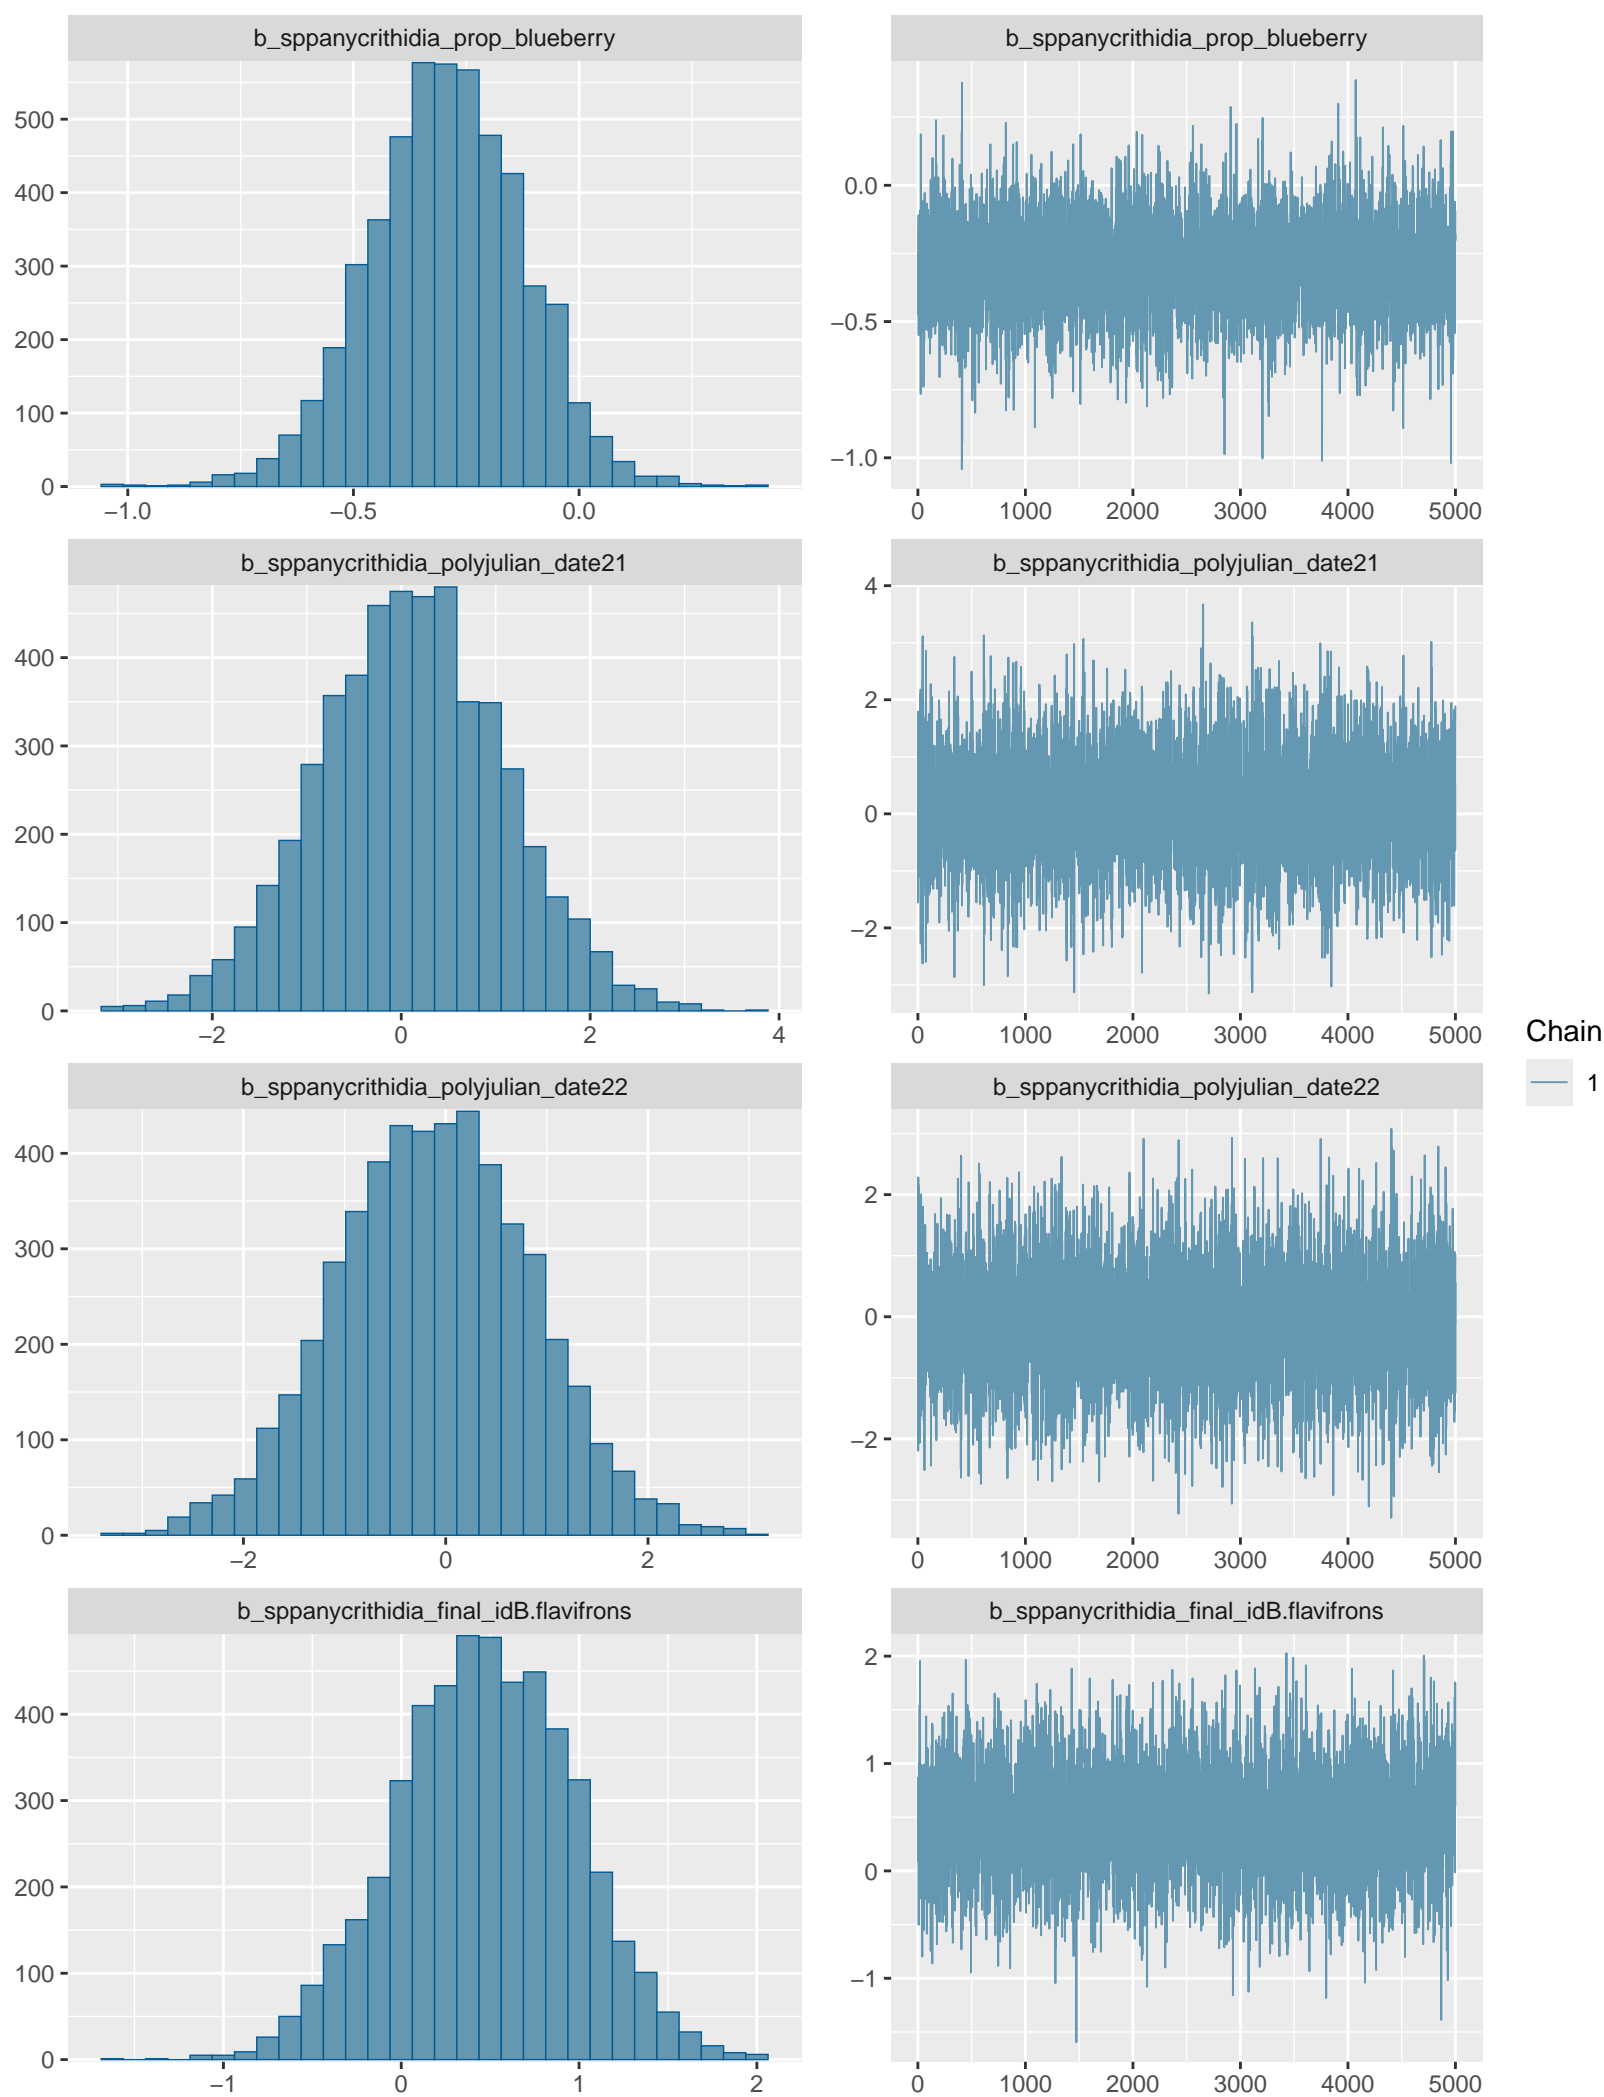 b_sppanycrithidia_prop_blueberry
500
400
300
200
100
0
−1.0 −0.5 0.0
b_sppanycrithidia_prop_blueberry
0.0
−0.5
−1.0
0 1000 2000 3000 4000 5000
b_sppanycrithidia_polyjulian_date21
400
300
200
100
0
−2 0 2 4
b_sppanycrithidia_polyjulian_date21
4
2
0
−2
0 1000 2000 3000 4000 5000
b_sppanycrithidia_polyjulian_date22
400
300
200
100
0
−2 0 2
b_sppanycrithidia_polyjulian_date22
2
0
−2
0 1000 2000 3000 4000 5000
b_sppanycrithidia_final_idB.flavifrons
400
300
200
100
0
−1 0 1 2
b_sppanycrithidia_final_idB.flavifrons
2
1
0
−1
0 1000 2000 3000 4000 5000
Chain
1